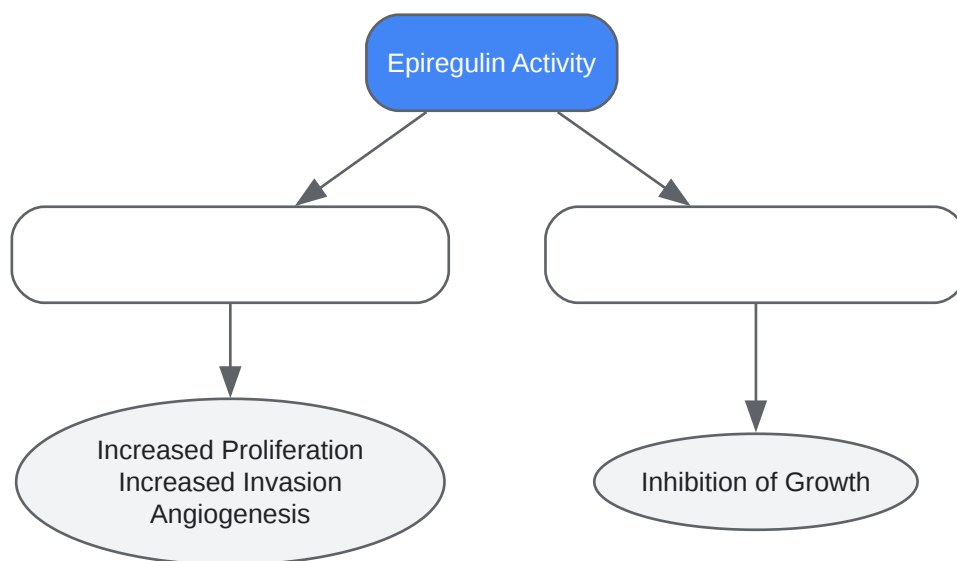 Epiregulin Activity
Increased Proliferation
Increased Invasion
Angiogenesis
Inhibition of Growth